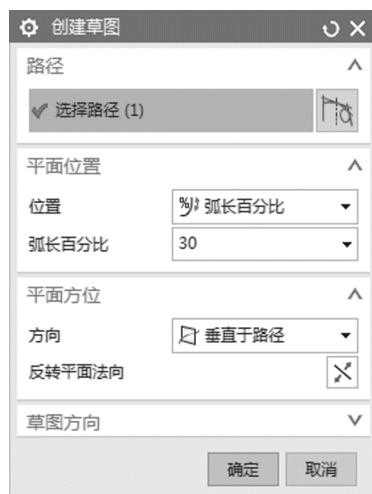 创建草图
路径
选择路径 (1)
平面位置
位置 弧长百分比
弧长百分比 30
平面方位
方向 垂直于路径
反转平面法向
草图方向
确定 取消